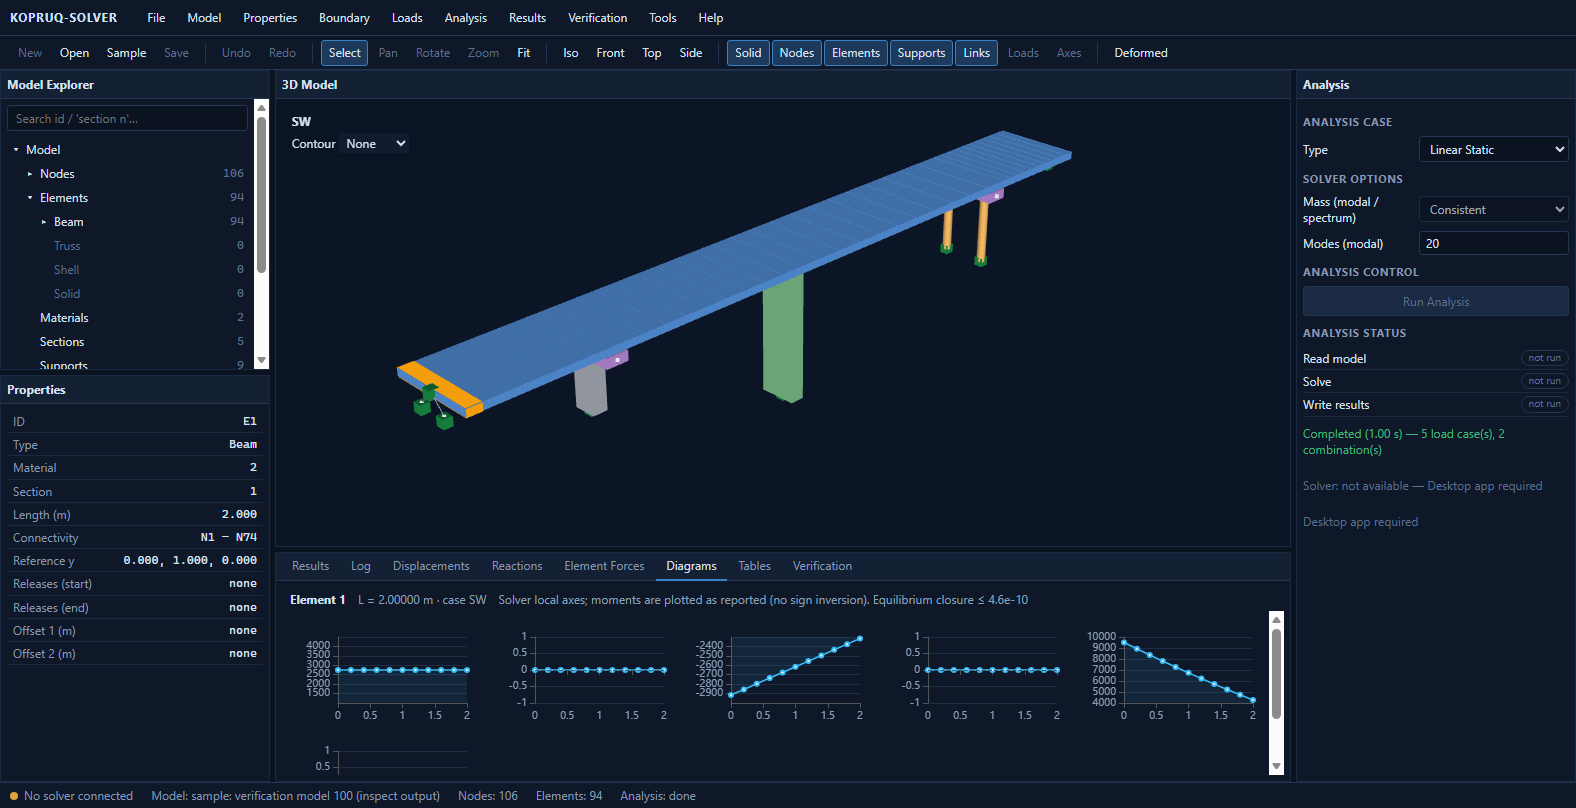 KOPRUQ-SOLVER File Model Properties Boundary Loads Analysis Results Verification Tools Help
New Open Sample Save Undo Redo Select Pan Rotate Zoom Fit Iso Front Top Side Solid Nodes Elements Supports Links Loads Axes Deformed
Model Explorer
Search id / 'section n'...
Model
Nodes 106
Elements 94
Beam 94
Truss 0
Shell 0
Solid 0
Materials 2
Sections 5
Supports 9
Properties
ID E1
Type Beam
Material 2
Section 1
Length (m) 2.000
Connectivity N1 — N74
Reference y 0.000, 1.000, 0.000
Releases (start) none
Releases (end) none
Offset 1 (m) none
Offset 2 (m) none
3D Model
SW
Contour None
Results Log Displacements Reactions Element Forces Diagrams Tables Verification
Element 1 L = 2.00000 m · case SW Solver local axes; moments are plotted as reported (no sign inversion). Equilibrium closure ≤ 4.6e-10
4000
3500
3000
2500
2000
1500
0 0.5 1 1.5 2
1
0.5
0
-0.5
-1
0 0.5 1 1.5 2
-2400
-2500
-2600
-2700
-2800
-2900
0 0.5 1 1.5 2
1
0.5
0
-0.5
-1
0 0.5 1 1.5 2
10000
9000
8000
7000
6000
5000
4000
0 0.5 1 1.5 2
1
0.5
Analysis
ANALYSIS CASE
Type Linear Static
SOLVER OPTIONS
Mass (modal /
spectrum) Consistent
Modes (modal) 20
ANALYSIS CONTROL
Run Analysis
ANALYSIS STATUS
Read model not run
Solve not run
Write results not run
Completed (1.00 s) — 5 load case(s), 2
combination(s)
Solver: not available — Desktop app required
Desktop app required
No solver connected Model: sample: verification model 100 (inspect output) Nodes: 106 Elements: 94 Analysis: done